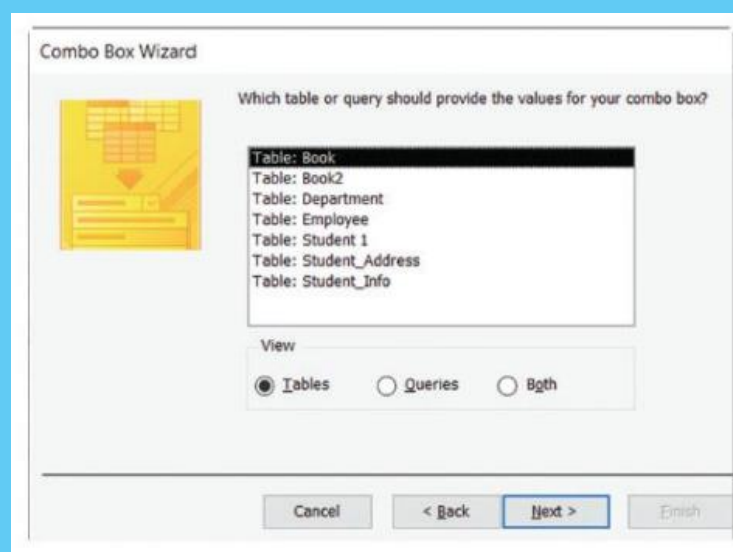 Combo Box Wizard
Which table or query should provide the values for your combo box?
Table: Book
Table: Book2
Table: Department
Table: Employee
Table: Student 1
Table: Student_Address
Table: Student_Info
View
Tables
Queries
Both
Cancel
< Back
Next >
Finish